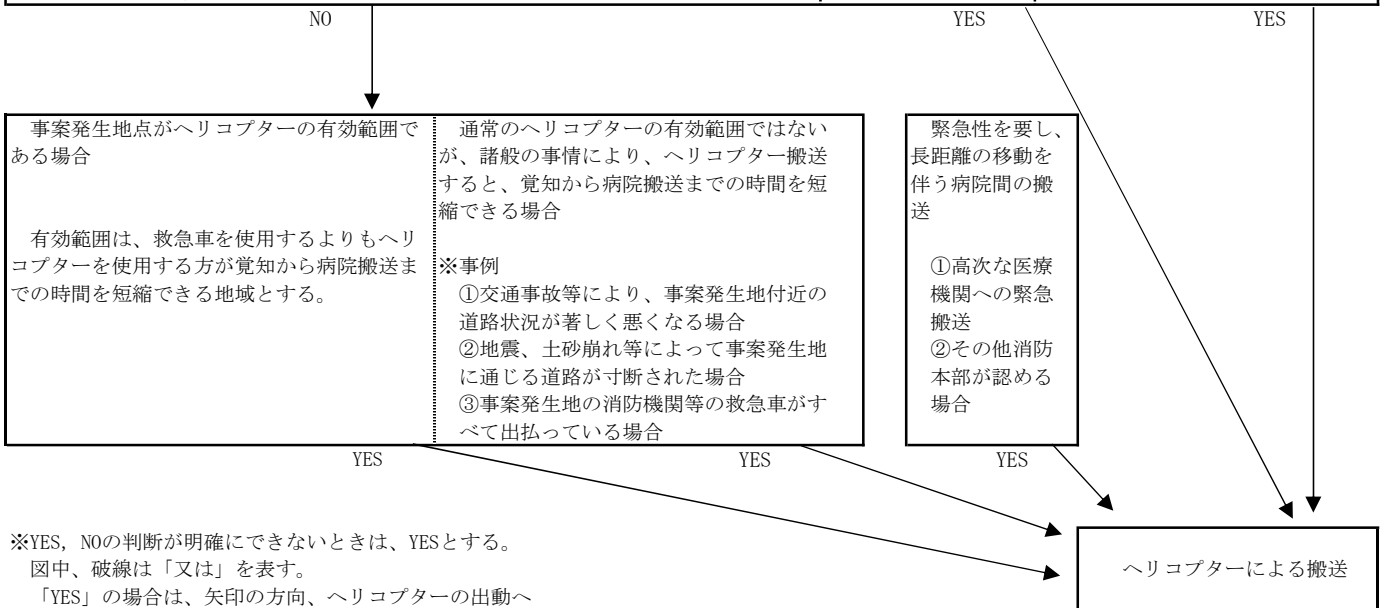 NO
YES
YES
事案発生地点がヘリコプターの有効範囲で
ある場合
有効範囲は、救急車を使用するよりもヘリ
コプターを使用する方が覚知から病院搬送ま
での時間を短縮できる地域とする。
通常のヘリコプターの有効範囲ではない
が、諸般の事情により、ヘリコプター搬送
すると、覚知から病院搬送までの時間を短
縮できる場合
※事例
①交通事故等により、事案発生地付近の
道路状況が著しく悪くなる場合
②地震、土砂崩れ等によって事案発生地
に通じる道路が寸断された場合
③事案発生地の消防機関等の救急車がす
べて出払っている場合
緊急性を要し、
長距離の移動を
伴う病院間の搬
送
①高次な医療
機関への緊急
搬送
②その他消防
本部が認める
場合
YES
YES
YES
ヘリコプターによる搬送
※YES, NOの判断が明確にできないときは、YESとする。
図中、破線は「又は」を表す。
「YES」の場合は、矢印の方向、ヘリコプターの出動へ